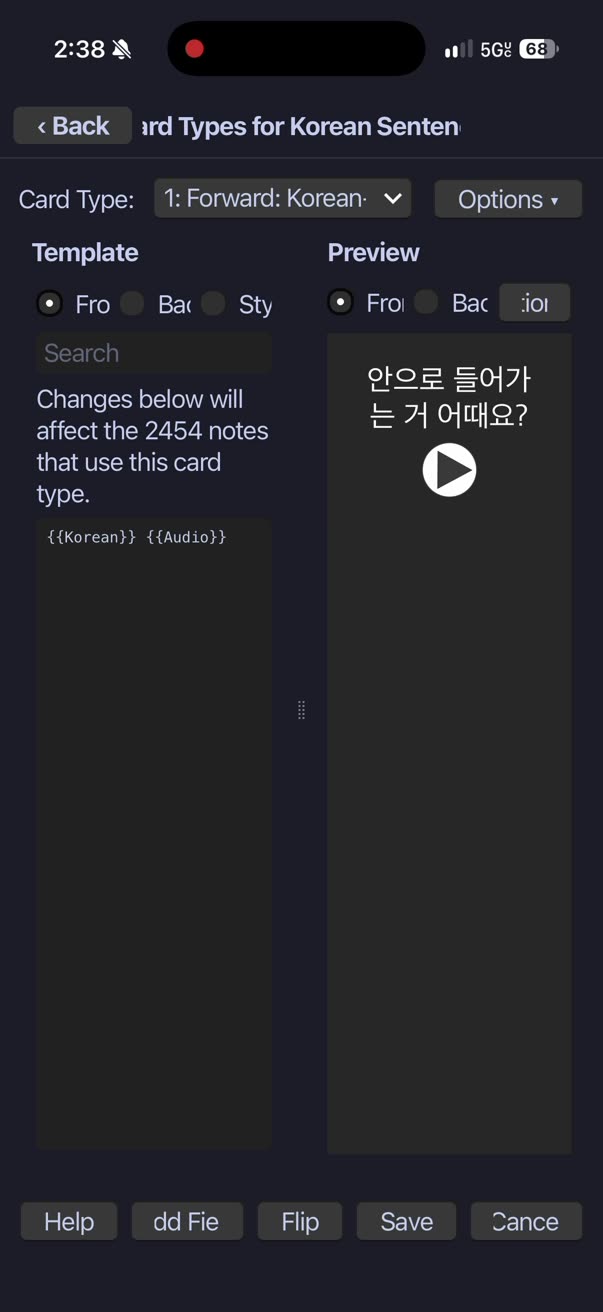 2:38
5G
68
‹ Back
ard Types for Korean Senten
Card Type:
1: Forward: Korean-
Options ▾
Template
Preview
Fro
Bac
Sty
Fro
Bac
tion
Search
Changes below will
affect the 2454 notes
that use this card
type.
{{Korean}} {{Audio}}
안으로 들어가
는 거 어때요?
Help
dd Fie
Flip
Save
Cance